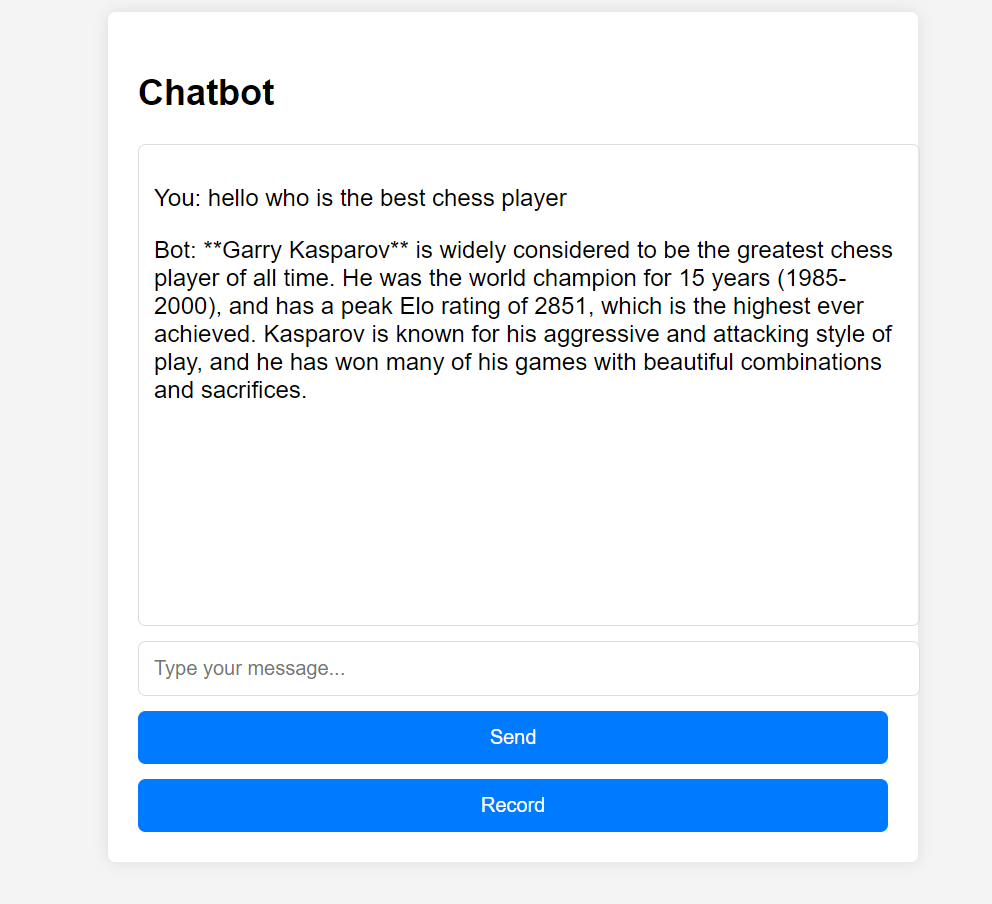 Chatbot
You: hello who is the best chess player
Bot: **Garry Kasparov** is widely considered to be the greatest chess
player of all time. He was the world champion for 15 years (1985-
2000), and has a peak Elo rating of 2851, which is the highest ever
achieved. Kasparov is known for his aggressive and attacking style of
play, and he has won many of his games with beautiful combinations
and sacrifices.
Type your message...
Send
Record